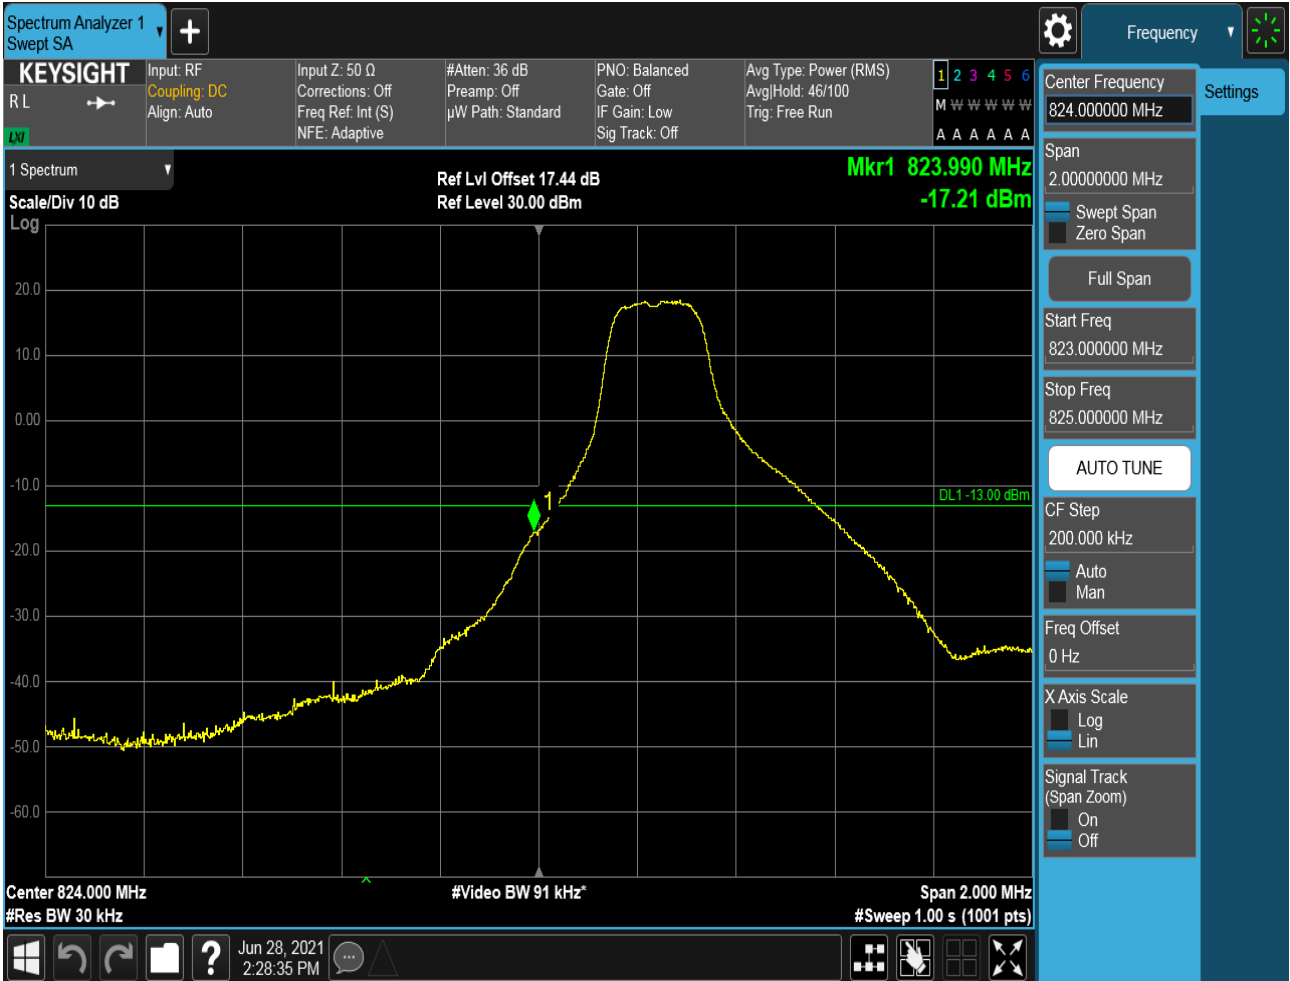 Spectrum Analyzer 1
Swept SA
+
Frequency
KEYSIGHT
R L
LXI
Input: RF
Coupling: DC
Align: Auto
Input Z: 50 Ω
Corrections: Off
Freq Ref: Int (S)
NFE: Adaptive
#Atten: 36 dB
Preamp: Off
µW Path: Standard
PNO: Balanced
Gate: Off
IF Gain: Low
Sig Track: Off
Avg Type: Power (RMS)
Avg|Hold: 46/100
Trig: Free Run
1 2 3 4 5 6
M W W W W W
A A A A A A
1 Spectrum
Scale/Div 10 dB
Log
Ref Lvl Offset 17.44 dB
Ref Level 30.00 dBm
Mkr1 823.990 MHz
-17.21 dBm
20.0
10.0
0.00
-10.0
-20.0
-30.0
-40.0
-50.0
-60.0
1
DL1 -13.00 dBm
Center 824.000 MHz
#Res BW 30 kHz
#Video BW 91 kHz*
Span 2.000 MHz
#Sweep 1.00 s (1001 pts)
Center Frequency
824.000000 MHz
Span
2.00000000 MHz
Swept Span
Zero Span
Full Span
Start Freq
823.000000 MHz
Stop Freq
825.000000 MHz
AUTO TUNE
CF Step
200.000 kHz
Auto
Man
Freq Offset
0 Hz
X Axis Scale
Log
Lin
Signal Track
(Span Zoom)
On
Off
Settings
?
Jun 28, 2021
2:28:35 PM